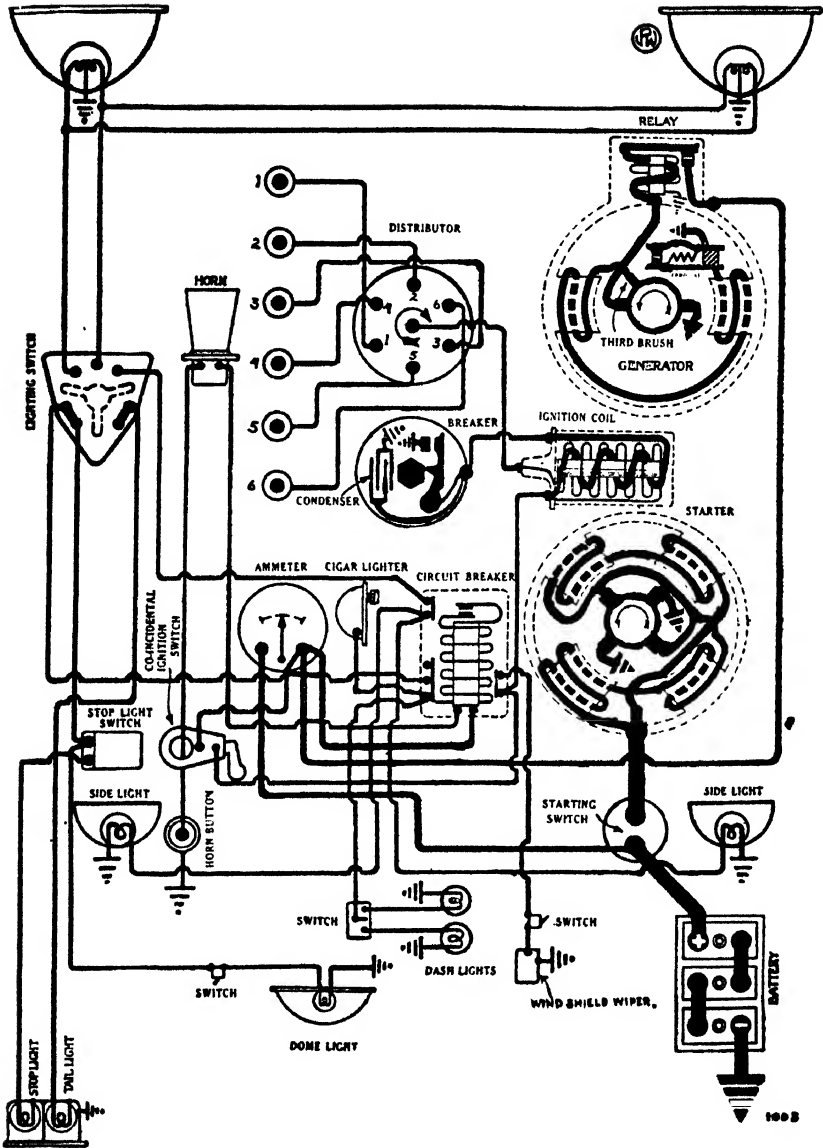 RELAY
1
2
3
4
5
6
DISTRIBUTOR
2
6
4
1
3
5
HORN
THIRD BRUSH
GENERATOR
LIGHTING SWITCH
BREAKER
CONDENSER
IGNITION COIL
STARTER
AMMETER
CIGAR LIGHTER
CIRCUIT BREAKER
CO-INCIDENTAL
IGNITION
SWITCH
STOP LIGHT
SWITCH
SIDE LIGHT
HORN BUTTON
STARTING
SWITCH
SIDE LIGHT
SWITCH
DASH LIGHTS
SWITCH
WIND SHIELD WIPER.
BATTERY
SWITCH
DOME LIGHT
STOP LIGHT
TAIL LIGHT